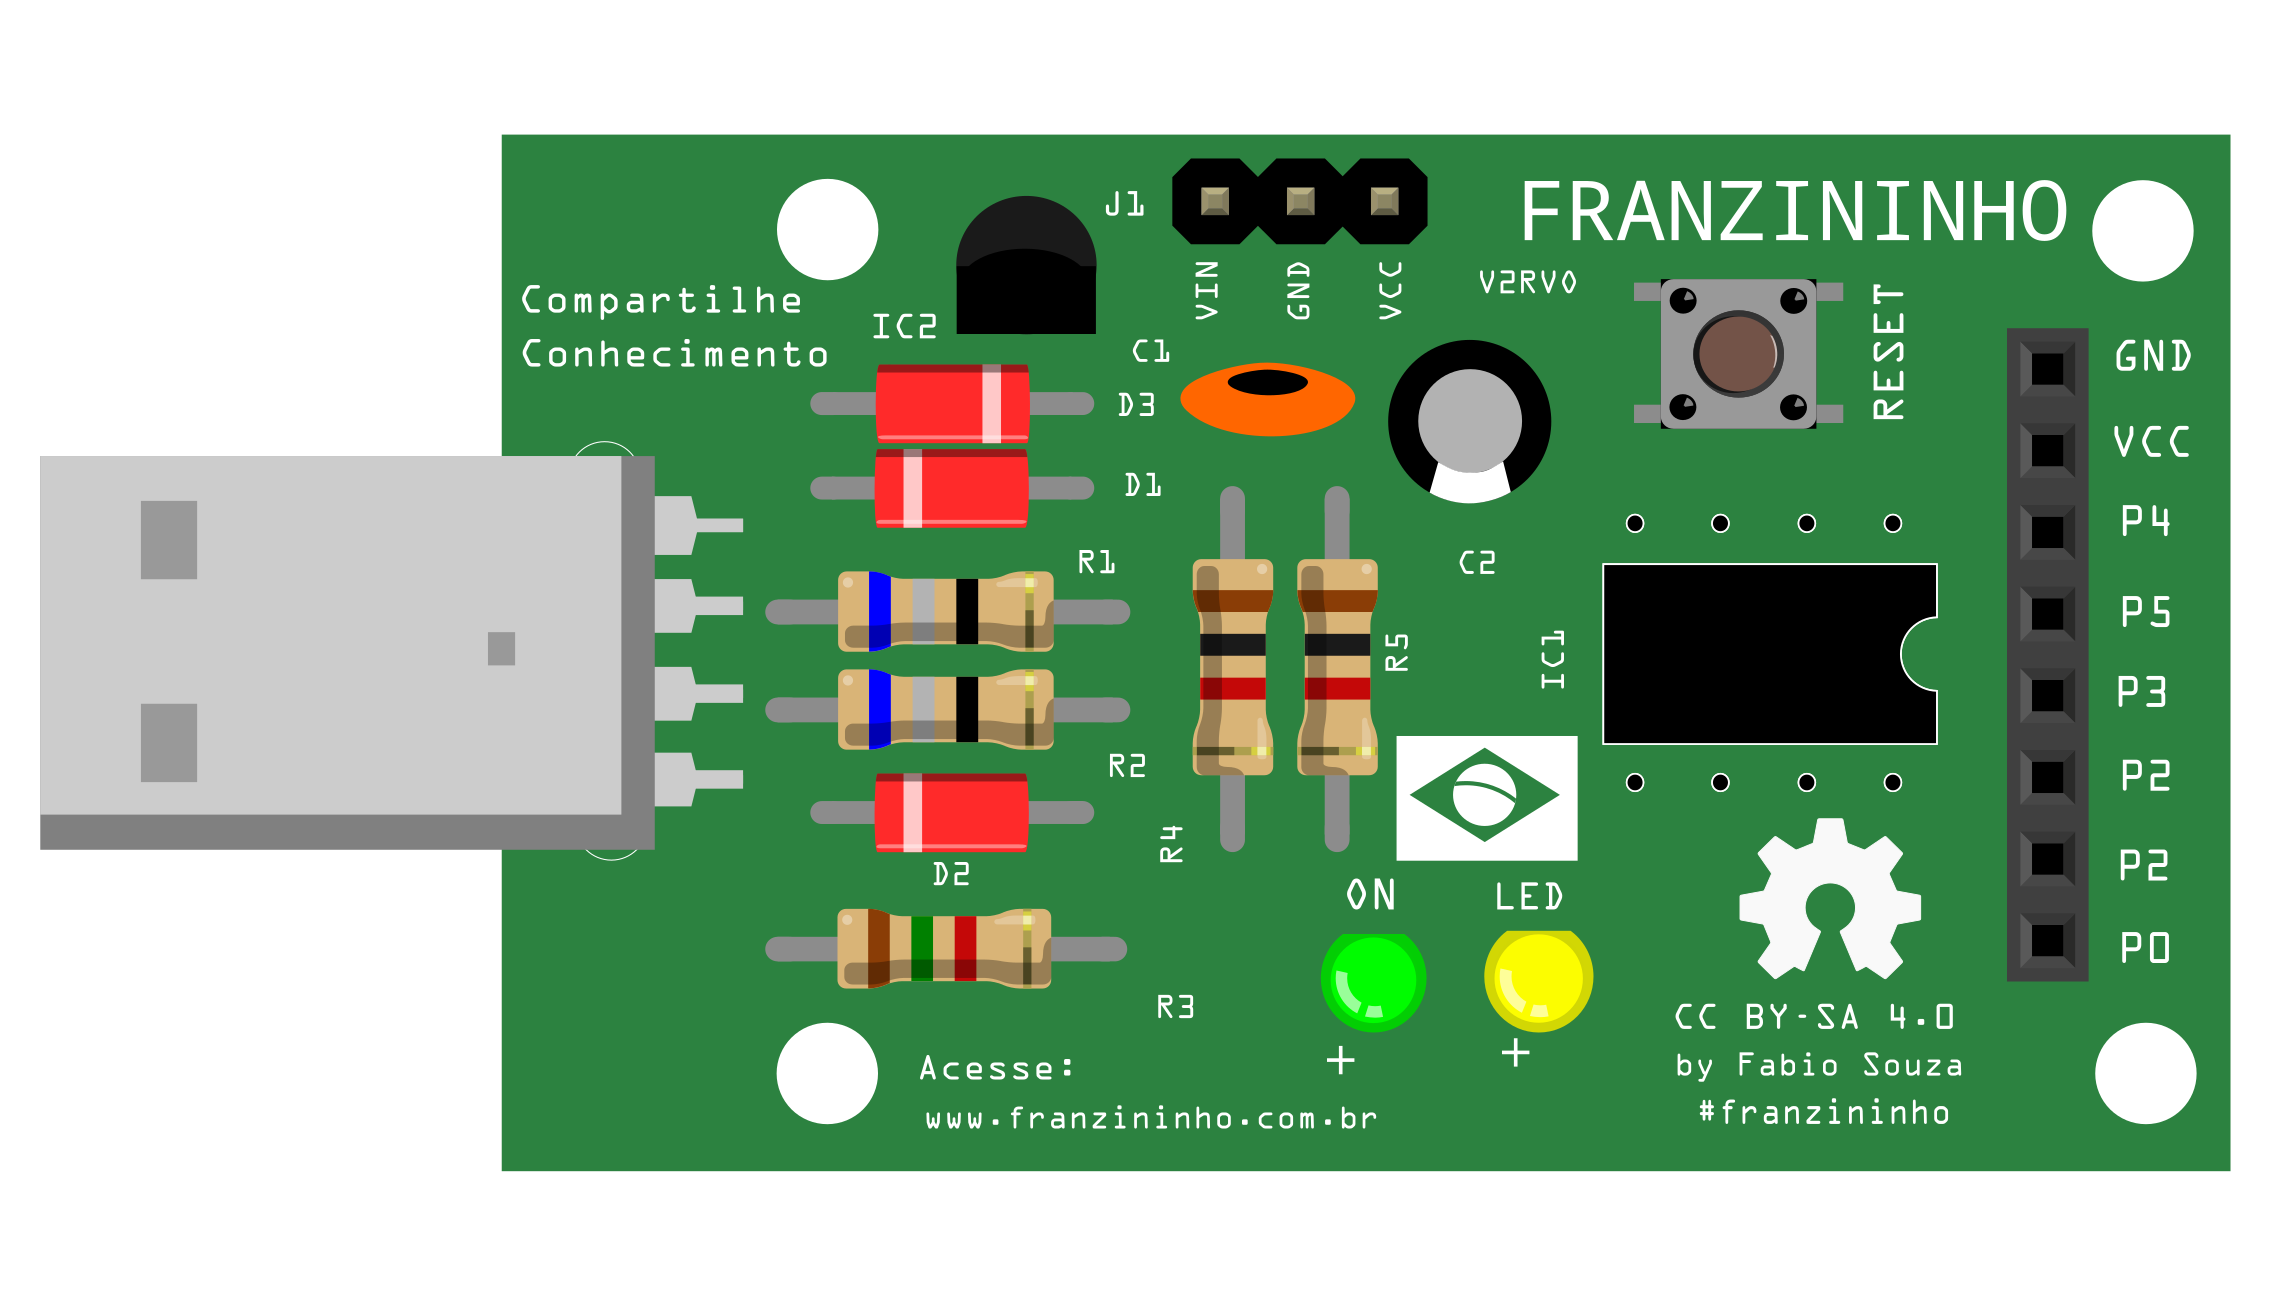 FRANZININHO
J1
VIN
GND
VCC
V2RV0
Compartilhe
Conhecimento
IC2
C1
D3
D1
RESET
GND
VCC
P4
P5
P3
P2
P2
P0
R1
C2
R5
IC1
R2
R4
D2
ON
LED
R3
+
+
CC BY-SA 4.0
by Fabio Souza
#franzininho
Acesse:
www.franzininho.com.br